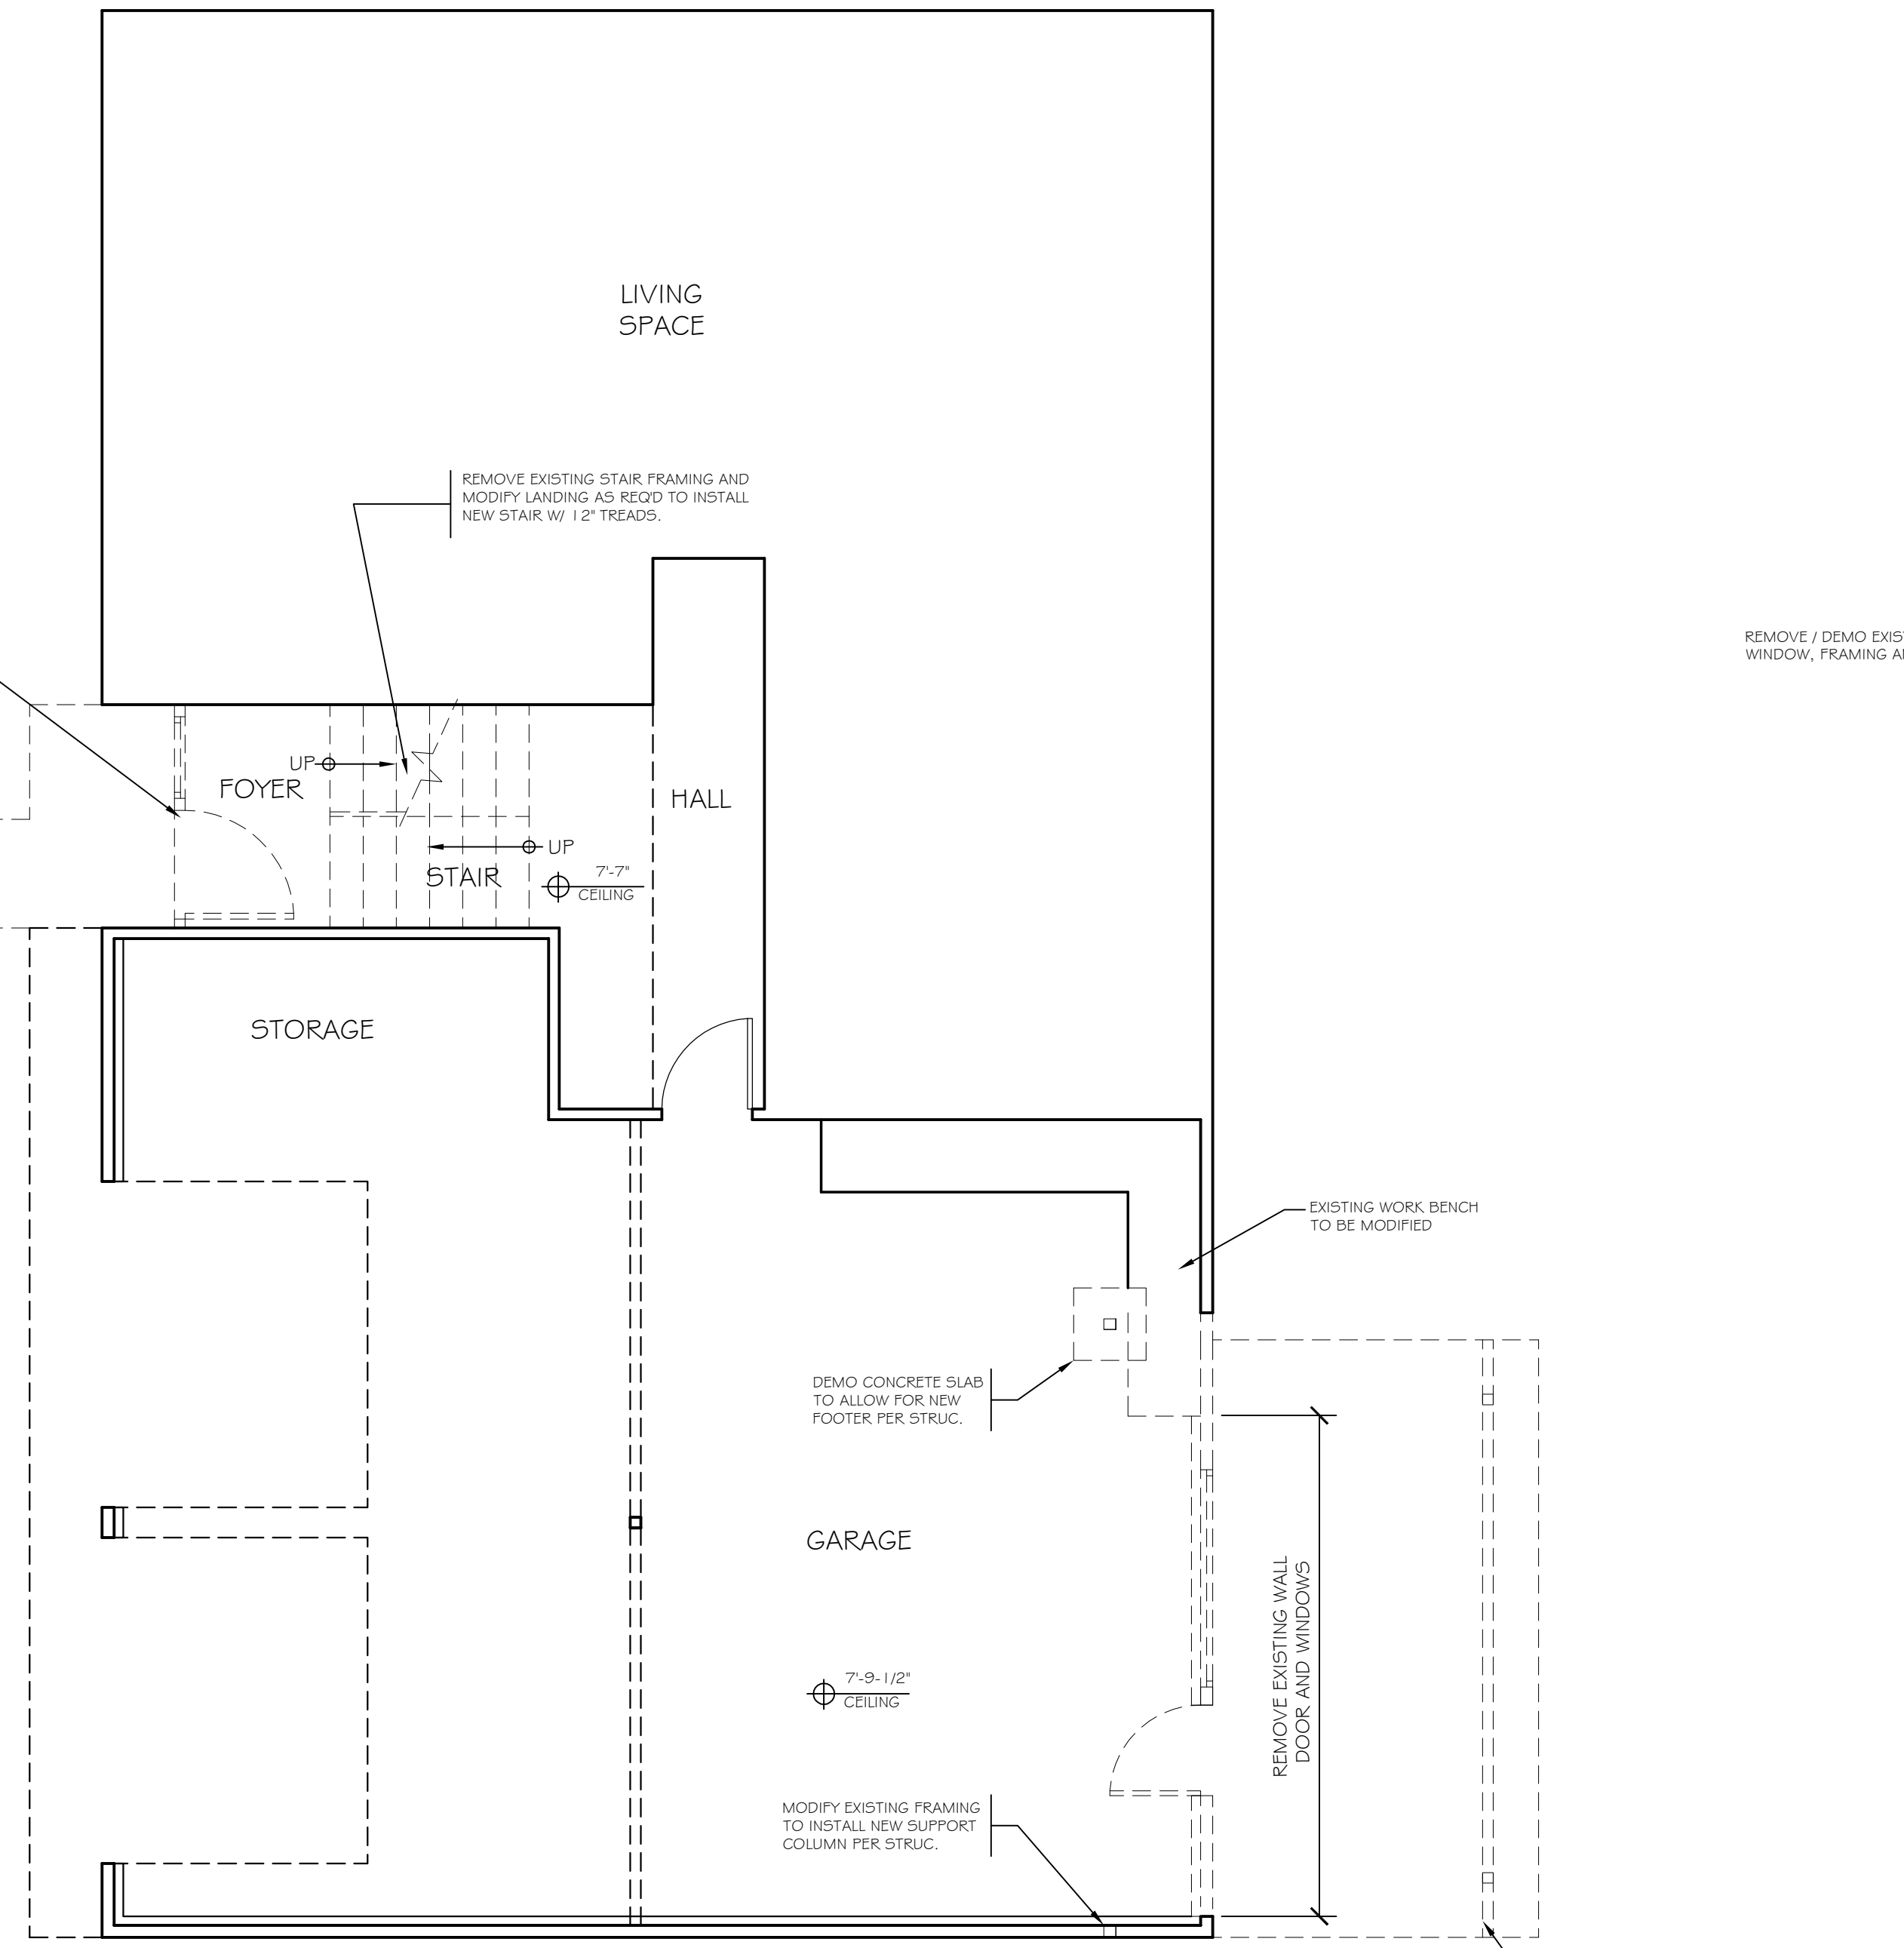 LIVING
SPACE
REMOVE EXISTING STAIR FRAMING AND
MODIFY LANDING AS REQ'D TO INSTALL
NEW STAIR W/ 12" TREADS.
REMOVE / DEMO
WINDOW, FRAMING
UP
FOYER
HALL
UP
STAIR
7'-7"
CEILING
STORAGE
EXISTING WORK BENCH
TO BE MODIFIED
DEMO CONCRETE SLAB
TO ALLOW FOR NEW
FOOTER PER STRUC.
GARAGE
REMOVE EXISTING WALL
DOOR AND WINDOWS
7'-9-1/2"
CEILING
MODIFY EXISTING FRAMING
TO INSTALL NEW SUPPORT
COLUMN PER STRUC.